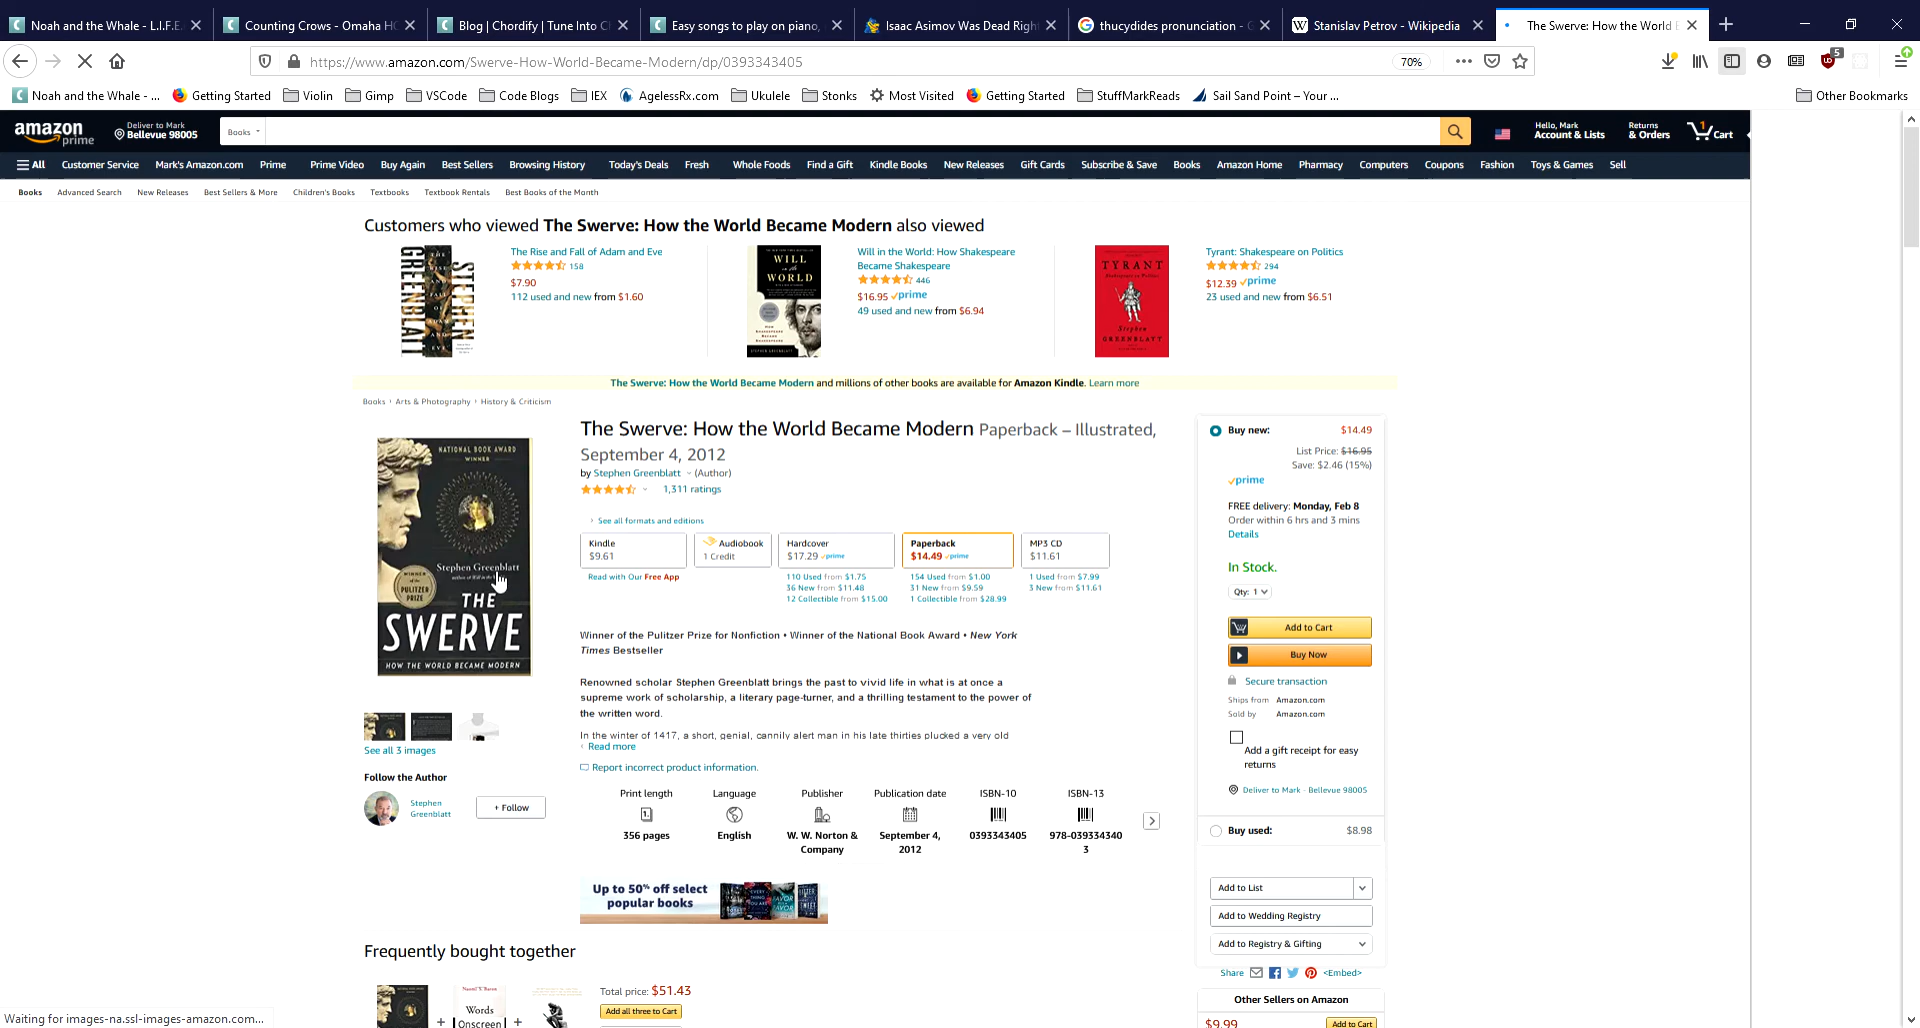 Noah and the Whale - L.I.F.E.
Counting Crows - Omaha
Blog | Chordify | Tune Into
Easy songs to play on piano,
Isaac Asimov Was Dead Righ
thucydides pronunciation -
Stanislav Petrov - Wikipedia
The Swerve: How the World
https://www.amazon.com/Swerve-How-World-Became-Modern/dp/0393343405
70%
5
Noah and the Whale - ...
Getting Started
Violin
Gimp
VSCode
Code Blogs
IEX
AgelessRx.com
Ukulele
Stonks
Most Visited
Getting Started
StuffMarkReads
Sail Sand Point – Your ...
Other Bookmarks
amazon prime
Deliver to Mark
Bellevue 98005
Books
Hello, Mark
Account & Lists
Returns
& Orders
1
Cart
All
Customer Service
Mark's Amazon.com
Prime
Prime Video
Buy Again
Best Sellers
Browsing History
Today's Deals
Fresh
Whole Foods
Find a Gift
Kindle Books
New Releases
Gift Cards
Subscribe & Save
Books
Amazon Home
Pharmacy
Computers
Coupons
Fashion
Toys & Games
Sell
Books
Advanced Search
New Releases
Best Sellers & More
Children's Books
Textbooks
Textbook Rentals
Best Books of the Month
Customers who viewed The Swerve: How the World Became Modern also viewed
STEPHEN
GREENBLATT
The Rise and Fall of Adam and Eve
158
$7.90
112 used and new from $1.60
WILL
WORLD
Will in the World: How Shakespeare
Became Shakespeare
446
$16.95 prime
49 used and new from $6.94
TYRANT
Stephen
GREENBLATT
Tyrant: Shakespeare on Politics
294
$12.39 prime
23 used and new from $6.51
The Swerve: How the World Became Modern and millions of other books are available for Amazon Kindle. Learn more
Books › Arts & Photography › History & Criticism
NATIONAL BOOK AWARD
WINNER
Stephen Greenblatt
WINNER
OF THE
PULITZER
PRIZE
THE
SWERVE
HOW THE WORLD BECAME MODERN
See all 3 images
Follow the Author
Stephen
Greenblatt
+ Follow
The Swerve: How the World Became Modern Paperback – Illustrated,
September 4, 2012
by Stephen Greenblatt (Author)
1,311 ratings
› See all formats and editions
Kindle
$9.61
Read with Our Free App
Audiobook
1 Credit
Hardcover
$17.29 prime
110 Used from $1.75
36 New from $11.48
12 Collectible from $15.00
Paperback
$14.49 prime
154 Used from $1.00
31 New from $9.59
1 Collectible from $28.99
MP3 CD
$11.61
1 Used from $7.99
3 New from $11.61
Winner of the Pulitzer Prize for Nonfiction • Winner of the National Book Award • New York
Times Bestseller
Renowned scholar Stephen Greenblatt brings the past to vivid life in what is at once a
supreme work of scholarship, a literary page-turner, and a thrilling testament to the power of
the written word.
In the winter of 1417, a short, genial, cannily alert man in his late thirties plucked a very old
‹ Read more
Report incorrect product information.
Print length
356 pages
Language
English
Publisher
W. W. Norton &
Company
Publication date
September 4,
2012
ISBN-10
0393343405
ISBN-13
978-039334340
3
Up to 50% off select
popular books
Frequently bought together
Naomi S. Baron
Words
Onscreen
+
+
Total price: $51.43
Add all three to Cart
Buy new:
$14.49
List Price: $16.95
Save: $2.46 (15%)
prime
FREE delivery: Monday, Feb 8
Order within 6 hrs and 3 mins
Details
In Stock.
Qty: 1
Add to Cart
Buy Now
Secure transaction
Ships from Amazon.com
Sold by Amazon.com
Add a gift receipt for easy
returns
Deliver to Mark - Bellevue 98005
Buy used:
$8.98
Add to List
Add to Wedding Registry
Add to Registry & Gifting
Share
<Embed>
Other Sellers on Amazon
$9.99
Add to Cart
Waiting for images-na.ssl-images-amazon.com...